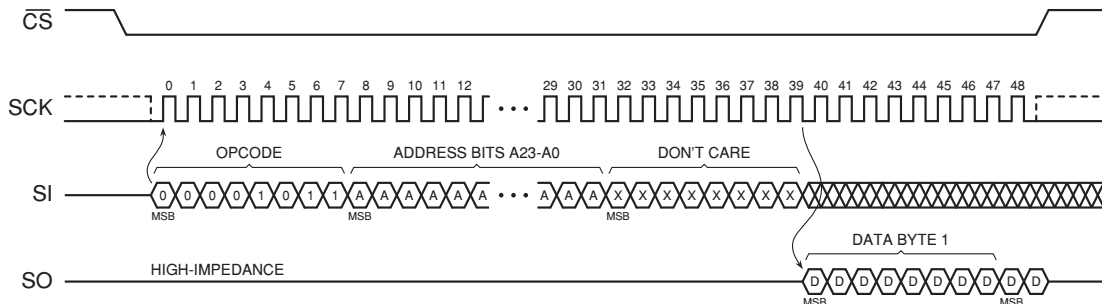 CS
0 1 2 3 4 5 6 7 8 9 10 11 12 29 30 31 32 33 34 35 36 37 38 39 40 41 42 43 44 45 46 47 48
SCK
OPCODE ADDRESS BITS A23-A0 DON'T CARE
SI 0 0 0 0 1 0 1 1 A A A A A A A A A X X X X X X X X
MSB MSB MSB
DATA BYTE 1
HIGH-IMPEDANCE
SO D D D D D D D D D D
MSB MSB